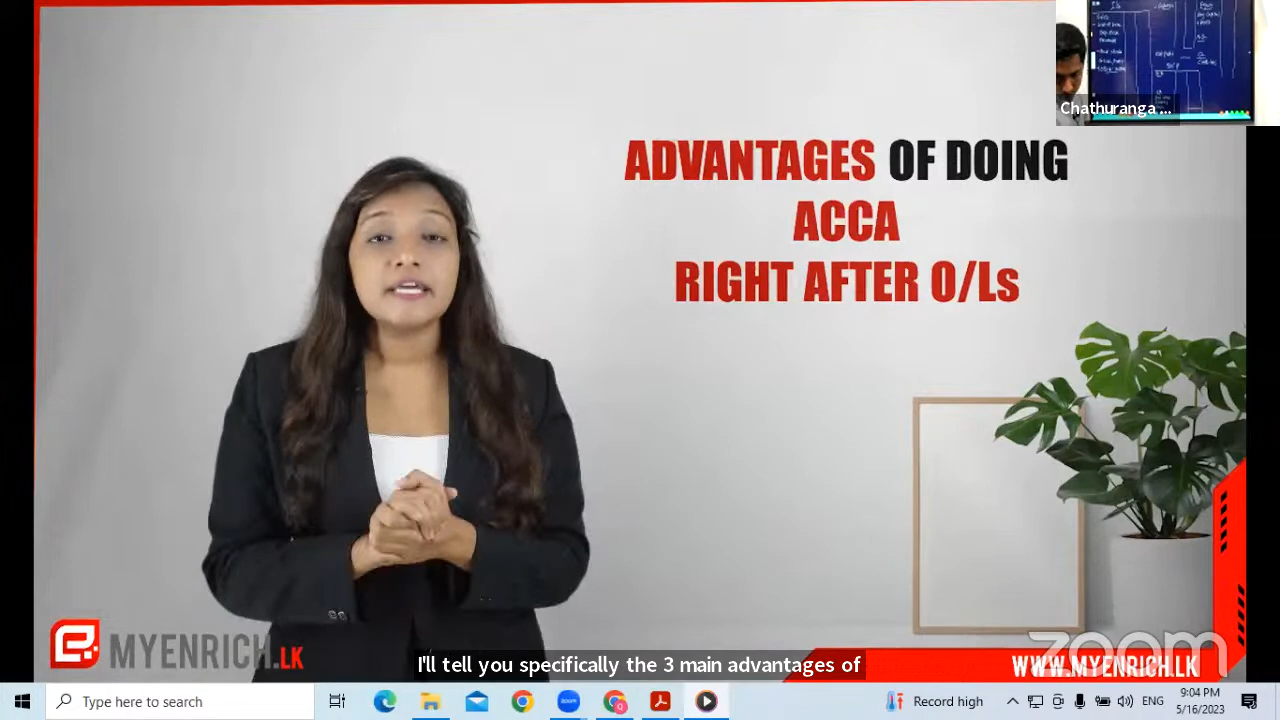 Chathuranga ...
ADVANTAGES OF DOING
ACCA
RIGHT AFTER O/Ls
MYENRICH.LK
I'll tell you specifically the 3 main advantages of
zoom
WWW.MYENRICH.LK
Type here to search
zoom
Record high
ENG
9:04 PM
5/16/2023